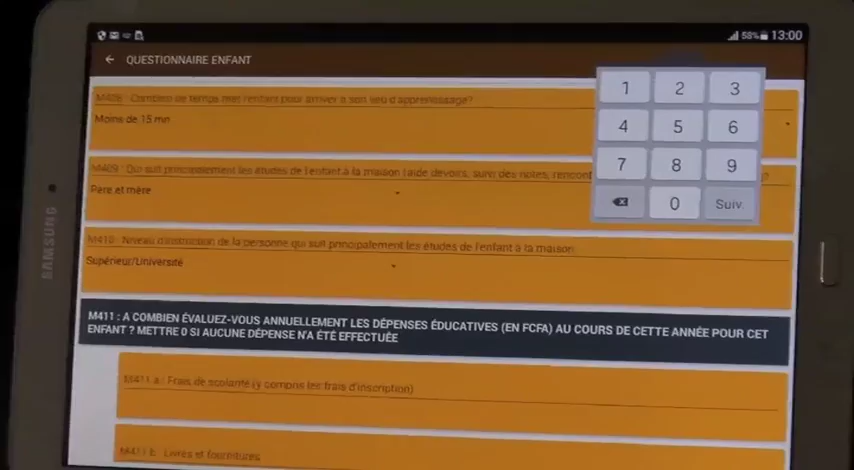 58% 13:00
QUESTIONNAIRE ENFANT
M408 : Combien de temps met l'enfant pour arriver à son lieu d'apprentissage?
Moins de 15 mn
M409 : Qui suit principalement les études de l'enfant à la maison (aide devoirs, suivi des notes, rencont
Père et mère
M410 : Niveau d'instruction de la personne qui suit principalement les études de l'enfant à la maison
Supérieur/Université
M411 : A COMBIEN ÉVALUEZ-VOUS ANNUELLEMENT LES DÉPENSES ÉDUCATIVES (EN FCFA) AU COURS DE CETTE ANNÉE POUR CET
ENFANT ? METTRE 0 SI AUCUNE DÉPENSE N'A ÉTÉ EFFECTUÉE
M411 a : Frais de scolarité (y compris les frais d'inscription)
M411 b : Livres et fournitures
1 2 3
4 5 6
7 8 9
0 Suiv.
SAMSUNG